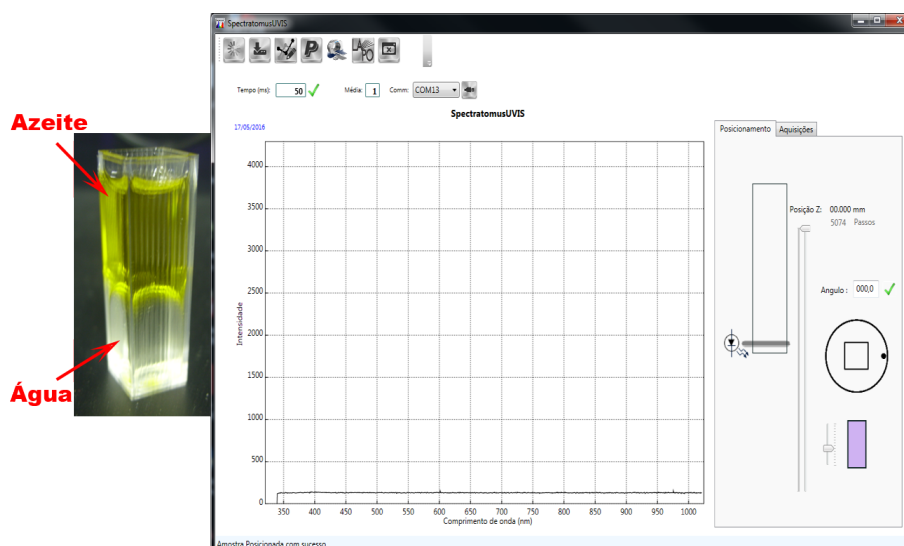 SpectratomusUVIS
P
LAPO
Tempo (ms): 50 Média: 1 Comm: COM13
SpectratomusUVIS
17/05/2016
Azeite
Água
Intensidade
4000
3500
3000
2500
2000
1500
1000
500
0
350 400 450 500 550 600 650 700 750 800 850 900 950 1000
Comprimento de onda (nm)
Posicionamento Aquisições
Posição Z: 00.000 mm
5074 Passos
Angulo : 000,0
Amostra Posicionada com sucesso